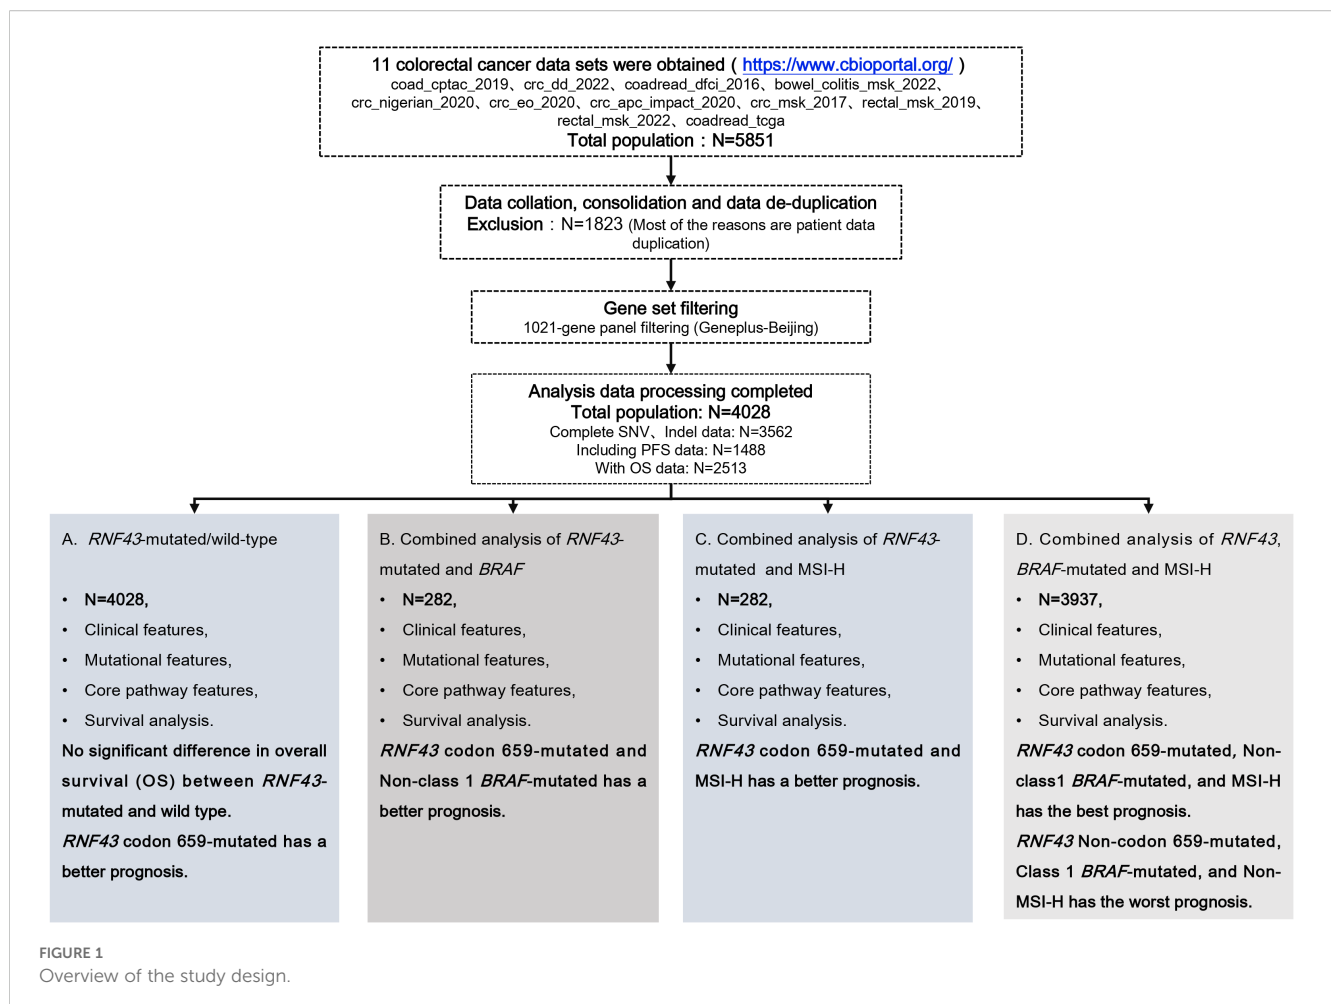 11 colorectal cancer data sets were obtained ( https://www.cbioportal.org/ )
coad_cptac_2019、crc_dd_2022、coadread_dfci_2016、bowel_colitis_msk_2022、
crc_nigerian_2020、crc_eo_2020、crc_apc_impact_2020、crc_msk_2017、rectal_msk_2019、
rectal_msk_2022、coadread_tcga
Total population：N=5851
Data collation, consolidation and data de-duplication
Exclusion：N=1823 (Most of the reasons are patient data
duplication)
Gene set filtering
1021-gene panel filtering (Geneplus-Beijing)
Analysis data processing completed
Total population: N=4028
Complete SNV、Indel data: N=3562
Including PFS data: N=1488
With OS data: N=2513
A. RNF43-mutated/wild-type
• N=4028,
• Clinical features,
• Mutational features,
• Core pathway features,
• Survival analysis.
No significant difference in overall
survival (OS) between RNF43-
mutated and wild type.
RNF43 codon 659-mutated has a
better prognosis.
B. Combined analysis of RNF43-
mutated and BRAF
• N=282,
• Clinical features,
• Mutational features,
• Core pathway features,
• Survival analysis.
RNF43 codon 659-mutated and
Non-class 1 BRAF-mutated has a
better prognosis.
C. Combined analysis of RNF43-
mutated and MSI-H
• N=282,
• Clinical features,
• Mutational features,
• Core pathway features,
• Survival analysis.
RNF43 codon 659-mutated and
MSI-H has a better prognosis.
D. Combined analysis of RNF43,
BRAF-mutated and MSI-H
• N=3937,
• Clinical features,
• Mutational features,
• Core pathway features,
• Survival analysis.
RNF43 codon 659-mutated, Non-
class1 BRAF-mutated, and MSI-H
has the best prognosis.
RNF43 Non-codon 659-mutated,
Class 1 BRAF-mutated, and Non-
MSI-H has the worst prognosis.
FIGURE 1
Overview of the study design.